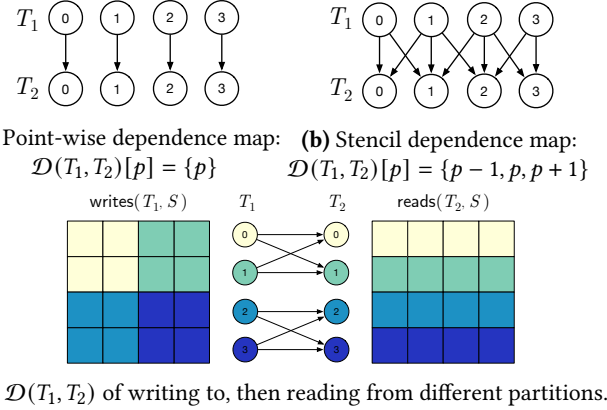 T₁ 0 1 2 3
T₂ 0 1 2 3
Point-wise dependence map:
𝒟(T₁, T₂)[p] = {p}
T₁ 0 1 2 3
T₂ 0 1 2 3
(b) Stencil dependence map:
𝒟(T₁, T₂)[p] = {p − 1, p, p + 1}
writes(T₁, S) T₁ T₂ reads(T₂, S)
0 0
1 1
2 2
3 3
𝒟(T₁, T₂) of writing to, then reading from different partitions.